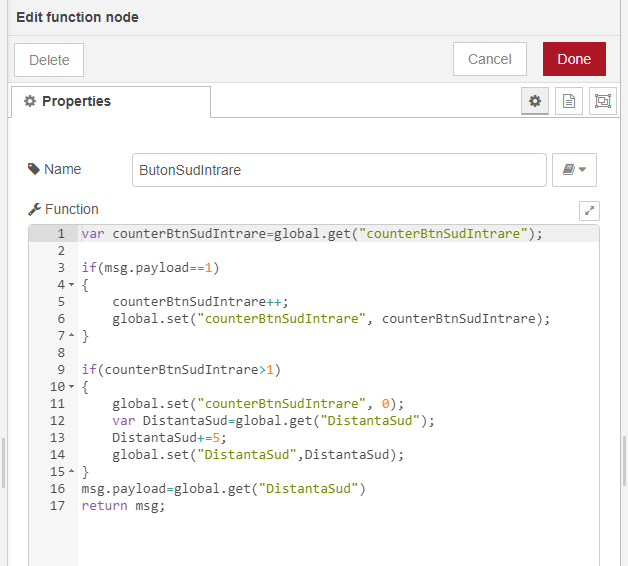 Edit function node
Delete
Cancel
Done
Properties
Name
ButonSudIntrare
Function
1 var counterBtnSudIntrare=global.get("counterBtnSudIntrare");
2
3 if(msg.payload==1)
4 {
5     counterBtnSudIntrare++;
6     global.set("counterBtnSudIntrare", counterBtnSudIntrare);
7 }
8
9 if(counterBtnSudIntrare>1)
10 {
11     global.set("counterBtnSudIntrare", 0);
12     var DistantaSud=global.get("DistantaSud");
13     DistantaSud+=5;
14     global.set("DistantaSud",DistantaSud);
15 }
16 msg.payload=global.get("DistantaSud")
17 return msg;